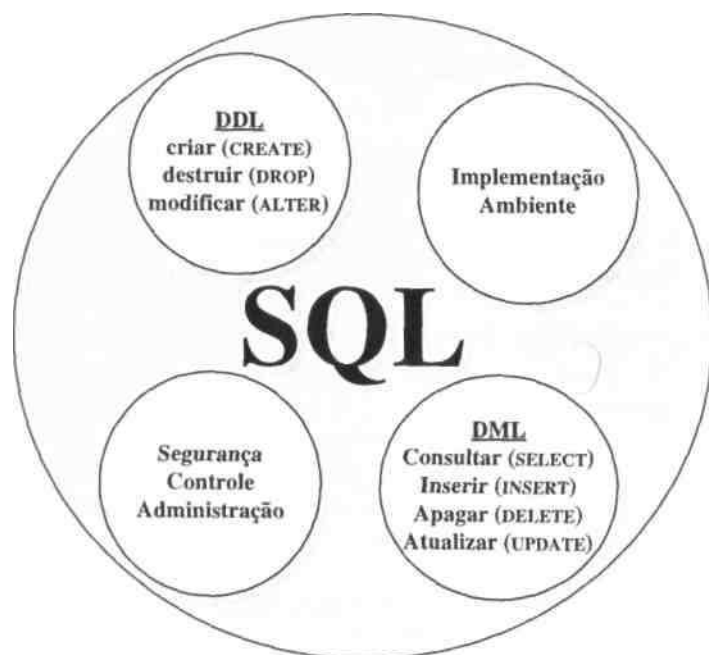 DDL
criar (CREATE)
destruir (DROP)
modificar (ALTER)
Implementação
Ambiente
SQL
Segurança
Controle
Administração
DML
Consultar (SELECT)
Inserir (INSERT)
Apagar (DELETE)
Atualizar (UPDATE)